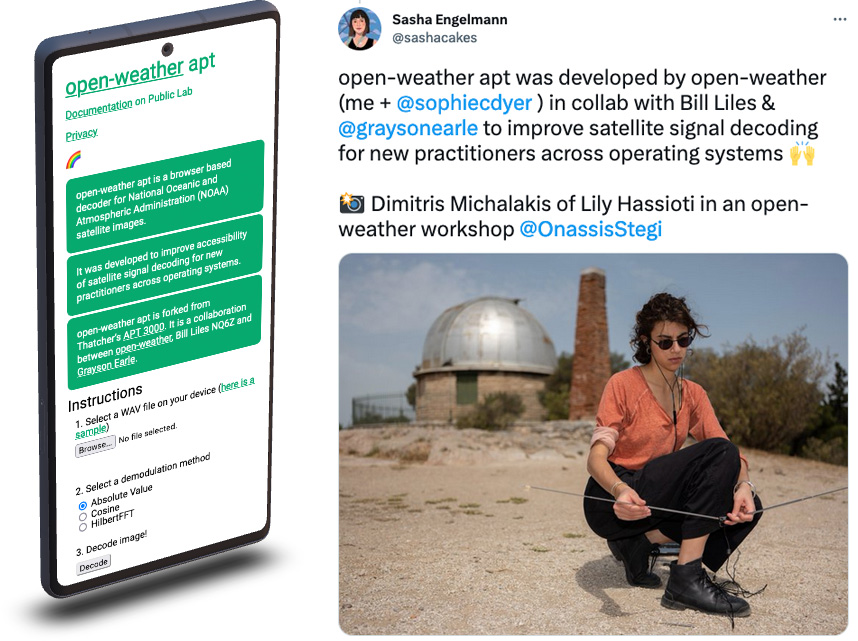 open-weather apt
Documentation on Public Lab
Privacy
open-weather apt is a browser based
decoder for National Oceanic and
Atmospheric Administration (NOAA)
satellite images.
It was developed to improve accessibility
of satellite signal decoding for new
practitioners across operating systems.
open-weather apt is forked from
Thatcher's APT 3000. It is a collaboration
between open-weather, Bill Liles NQ6Z and
Grayson Earle.
Instructions
1. Select a WAV file on your device (here is a
sample)
Browse... No file selected.
2. Select a demodulation method
Absolute Value
Cosine
HilbertFFT
3. Decode image!
Decode
Sasha Engelmann
@sashacakes
open-weather apt was developed by open-weather
(me + @sophiecdyer ) in collab with Bill Liles &
@graysonearle to improve satellite signal decoding
for new practitioners across operating systems 🙌
📸 Dimitris Michalakis of Lily Hassioti in an open-
weather workshop @OnassisStegi